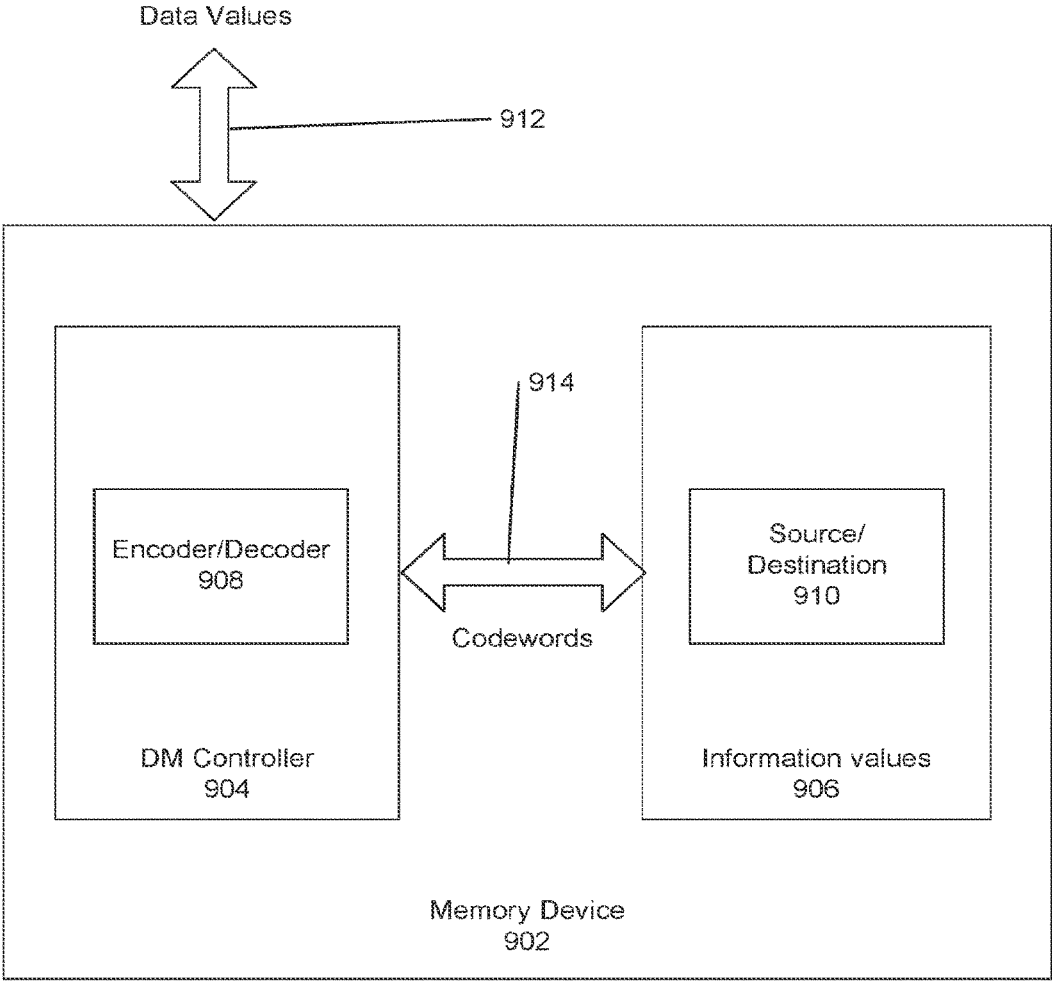 Data Values
912
914
Encoder/Decoder
908
Source/
Destination
910
Codewords
DM Controller
904
Information values
906
Memory Device
902